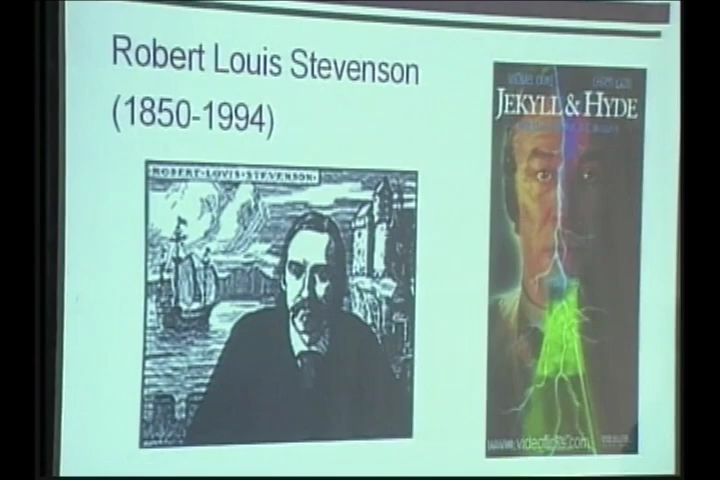 Robert Louis Stevenson
(1850-1994)
ROBERT·LOUIS·STEVENSON·
JEKYLL & HYDE
www.videoflicks.com